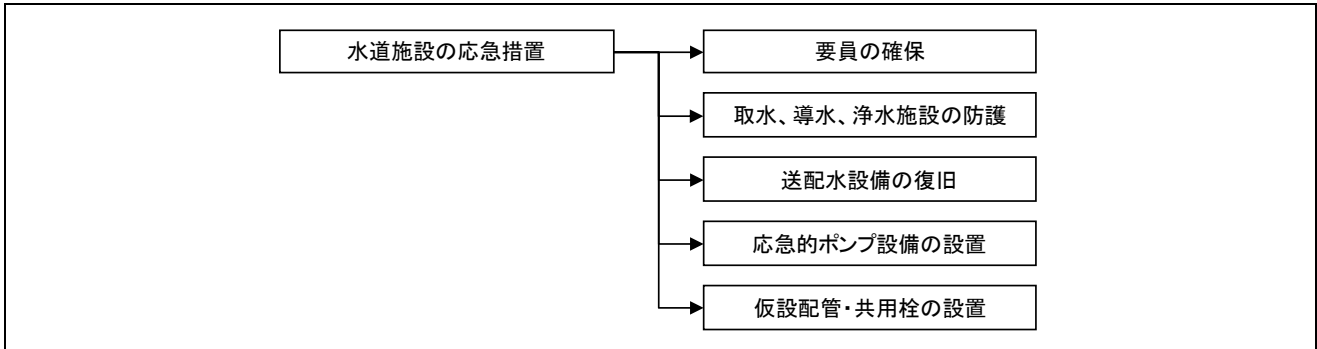 水道施設の応急措置
要員の確保
取水、導水、浄水施設の防護
送配水設備の復旧
応急的ポンプ設備の設置
仮設配管・共用栓の設置